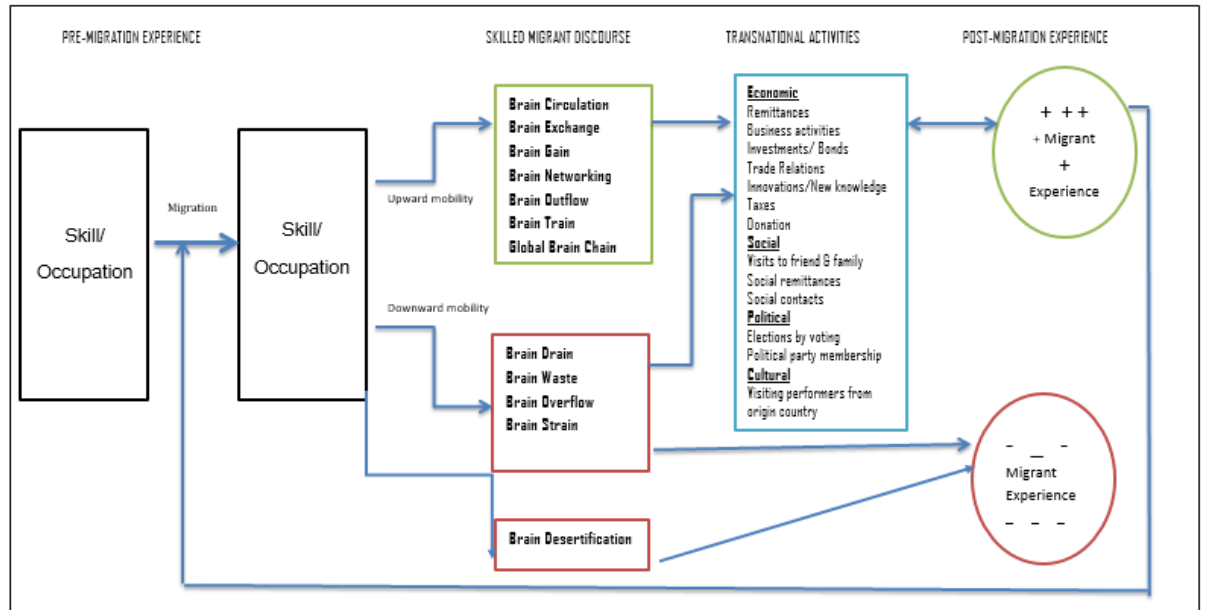 PRE-MIGRATION EXPERIENCE
SKILLED MIGRANT DISCOURSE
TRANSNATIONAL ACTIVITIES
POST-MIGRATION EXPERIENCE
Skill/
Occupation
Migration
Skill/
Occupation
Upward mobility
Downward mobility
Brain Circulation
Brain Exchange
Brain Gain
Brain Networking
Brain Outflow
Brain Train
Global Brain Chain
Brain Drain
Brain Waste
Brain Overflow
Brain Strain
Brain Desertification
Economic
Remittances
Business activities
Investments/ Bonds
Trade Relations
Innovations/New knowledge
Taxes
Donation
Social
Visits to friend & family
Social remittances
Social contacts
Political
Elections by voting
Political party membership
Cultural
Visiting performers from
origin country
+ + +
+ Migrant
+
Experience
- _ -
Migrant
Experience
- - -